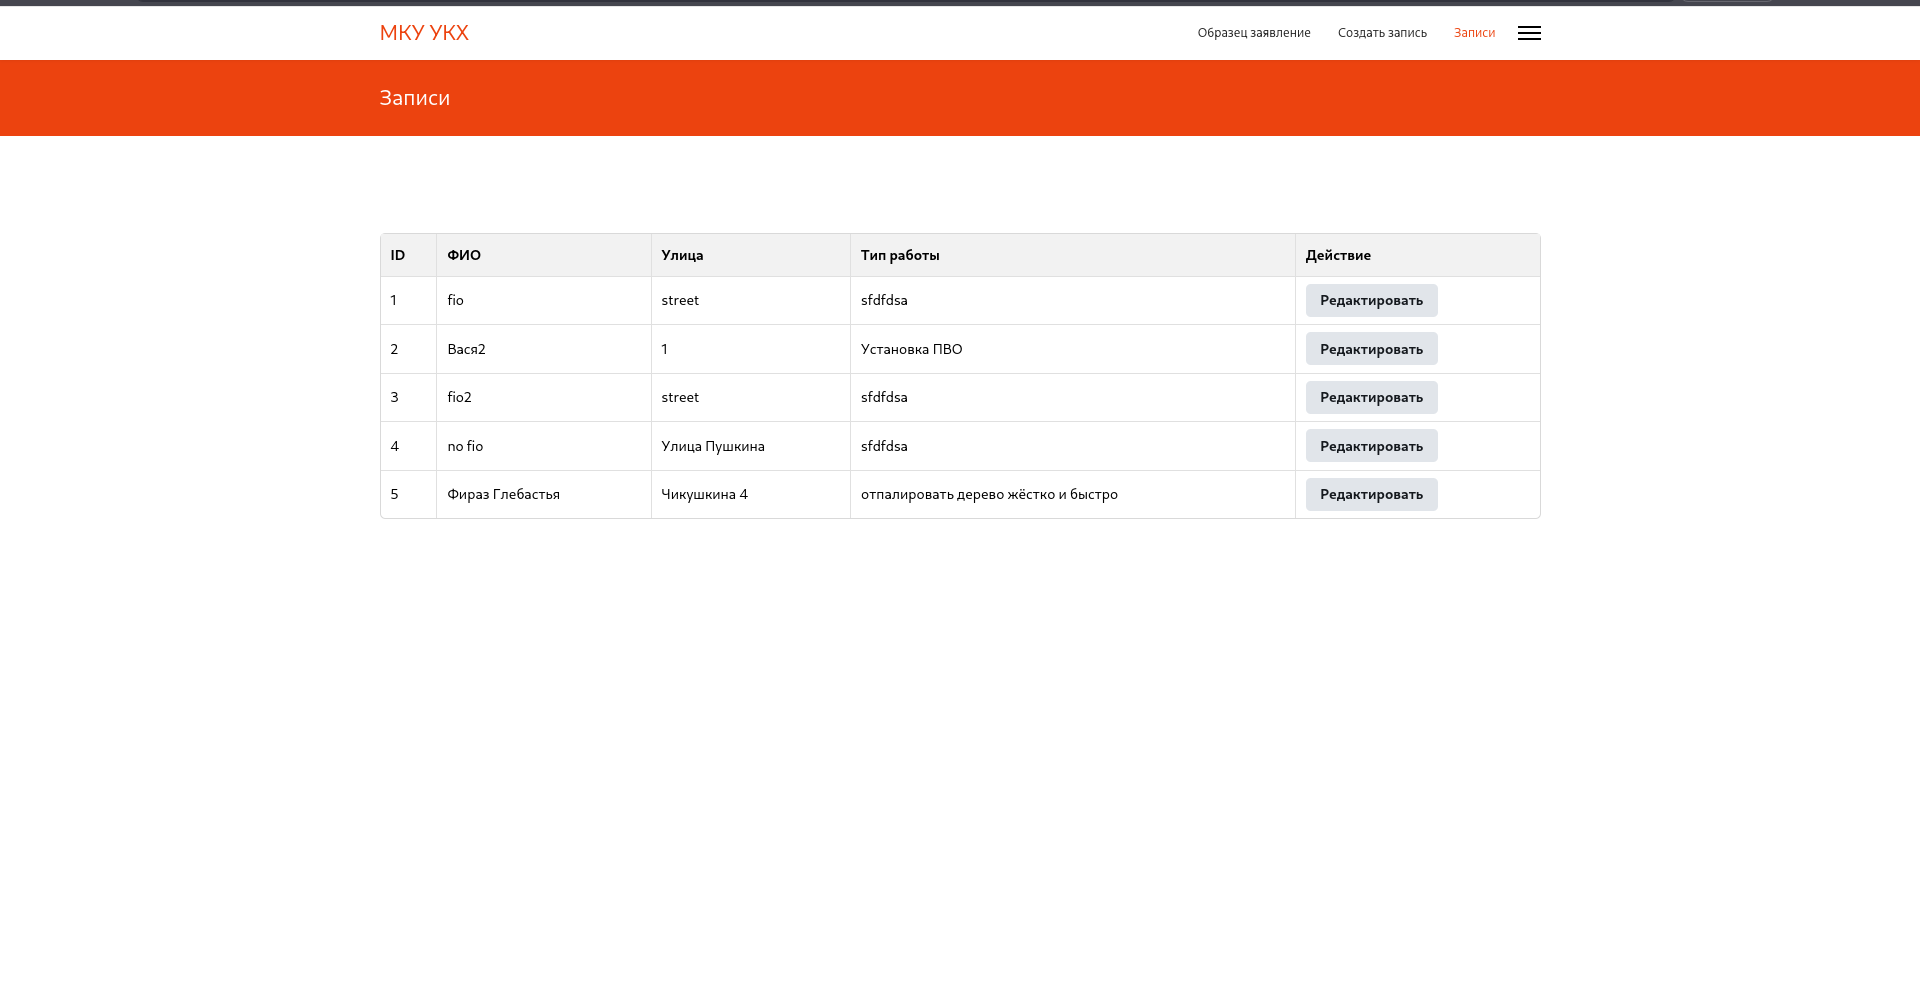 МКУ УКХ
Образец заявление Создать запись Записи
Записи
ID ФИО Улица Тип работы Действие
1 fio street sfdfdsa Редактировать
2 Вася2 1 Установка ПВО Редактировать
3 fio2 street sfdfdsa Редактировать
4 no fio Улица Пушкина sfdfdsa Редактировать
5 Фираз Глебастья Чикушкина 4 отпалировать дерево жёстко и быстро Редактировать